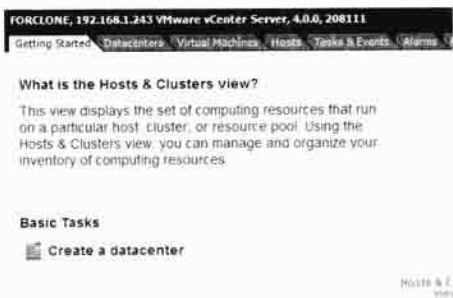 FORCLONE, 192.168.1.243 VMware vCenter Server, 4.0.0, 208111
Getting Started Datacenters Virtual Machines Hosts Tasks & Events Alarms
What is the Hosts & Clusters view?
This view displays the set of computing resources that run
on a particular host, cluster, or resource pool. Using the
Hosts & Clusters view, you can manage and organize your
inventory of computing resources.
Basic Tasks
Create a datacenter
Hosts &